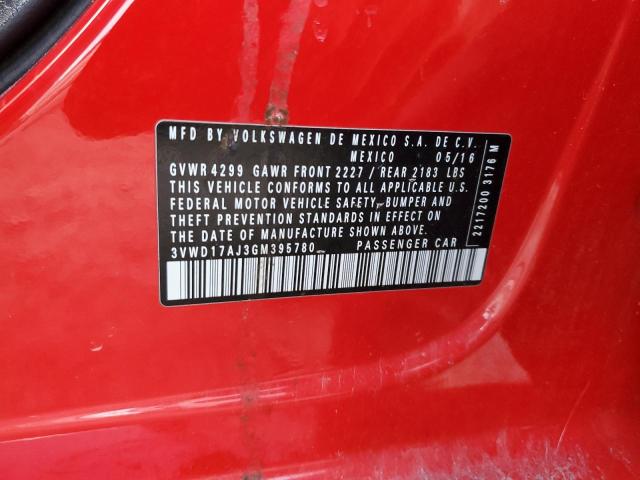 MFD BY VOLKSWAGEN DE MEXICO S.A. DE C.V.
MEXICO 05/16
GVWR 4299 GAWR FRONT 2227 / REAR 2183 LBS
THIS VEHICLE CONFORMS TO ALL APPLICABLE U.S.
FEDERAL MOTOR VEHICLE SAFETY, BUMPER AND
THEFT PREVENTION STANDARDS IN EFFECT ON
THE DATE OF MANUFACTURE SHOWN ABOVE.
3VWD17AJ3GM395780 PASSENGER CAR
2217200 3176 M